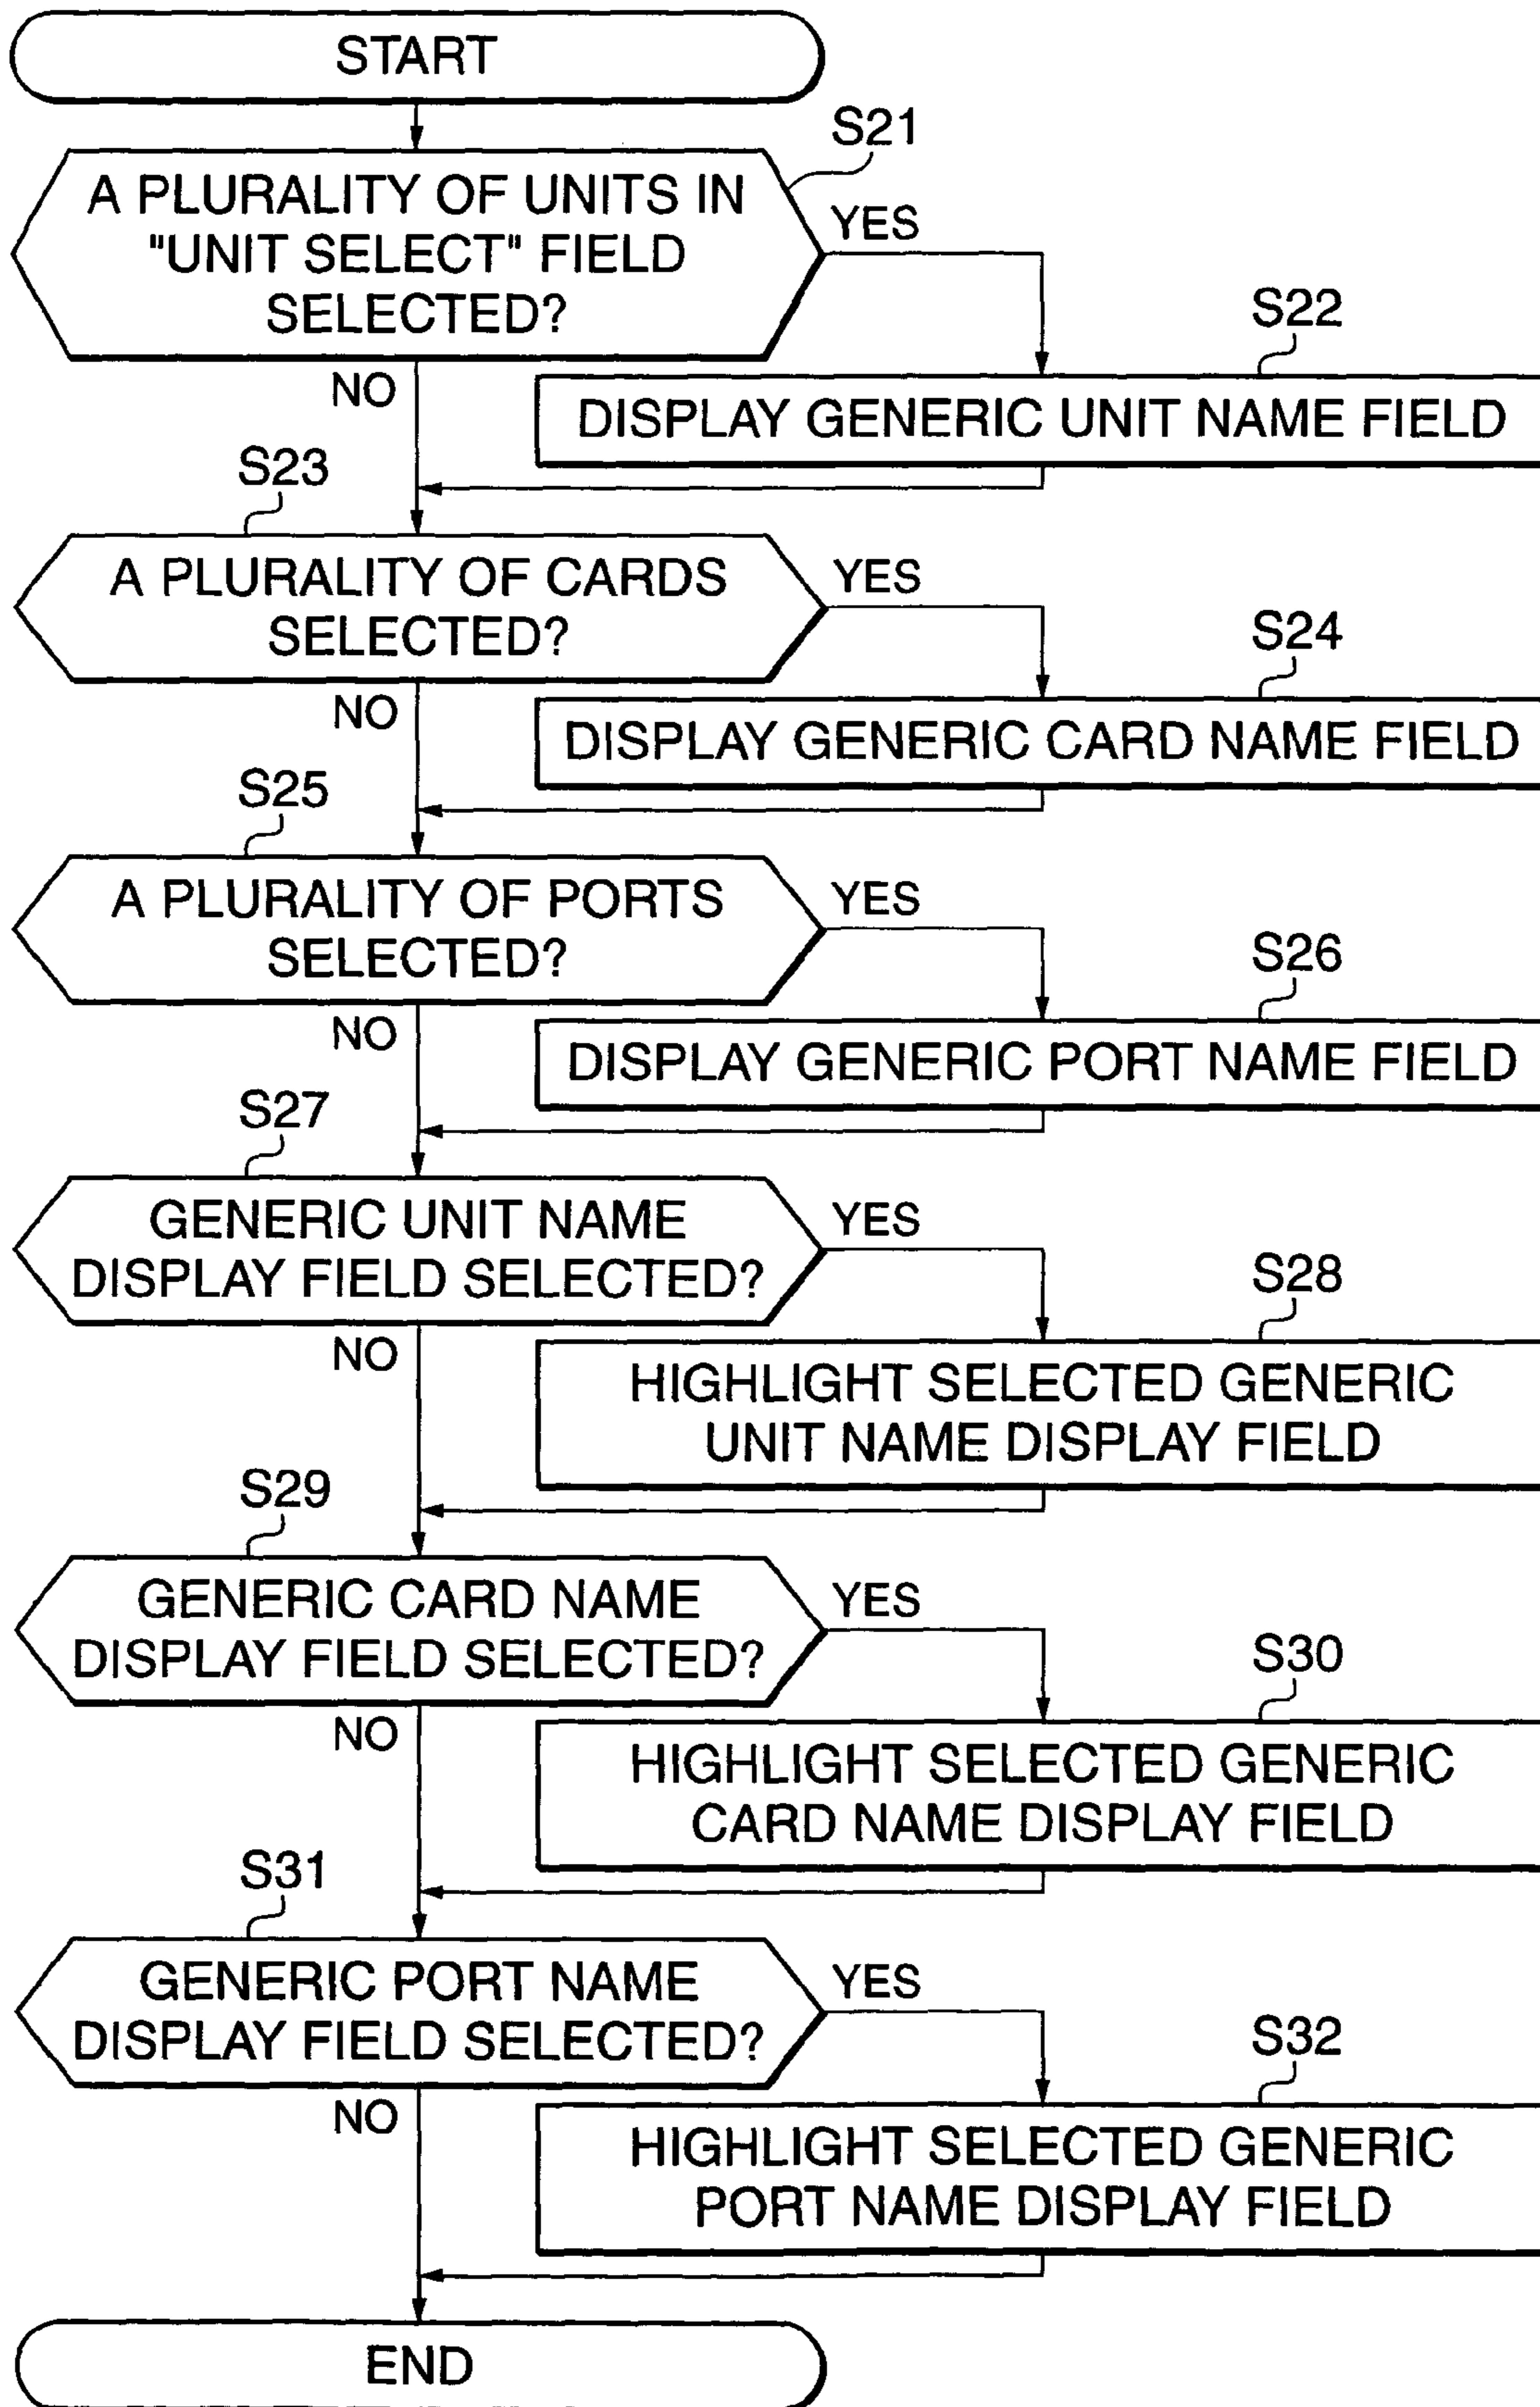 START
S21
A PLURALITY OF UNITS IN
"UNIT SELECT" FIELD
SELECTED?
YES
NO
S22
DISPLAY GENERIC UNIT NAME FIELD
S23
A PLURALITY OF CARDS
SELECTED?
YES
NO
S24
DISPLAY GENERIC CARD NAME FIELD
S25
A PLURALITY OF PORTS
SELECTED?
YES
NO
S26
DISPLAY GENERIC PORT NAME FIELD
S27
GENERIC UNIT NAME
DISPLAY FIELD SELECTED?
YES
NO
S28
HIGHLIGHT SELECTED GENERIC
UNIT NAME DISPLAY FIELD
S29
GENERIC CARD NAME
DISPLAY FIELD SELECTED?
YES
NO
S30
HIGHLIGHT SELECTED GENERIC
CARD NAME DISPLAY FIELD
S31
GENERIC PORT NAME
DISPLAY FIELD SELECTED?
YES
NO
S32
HIGHLIGHT SELECTED GENERIC
PORT NAME DISPLAY FIELD
END